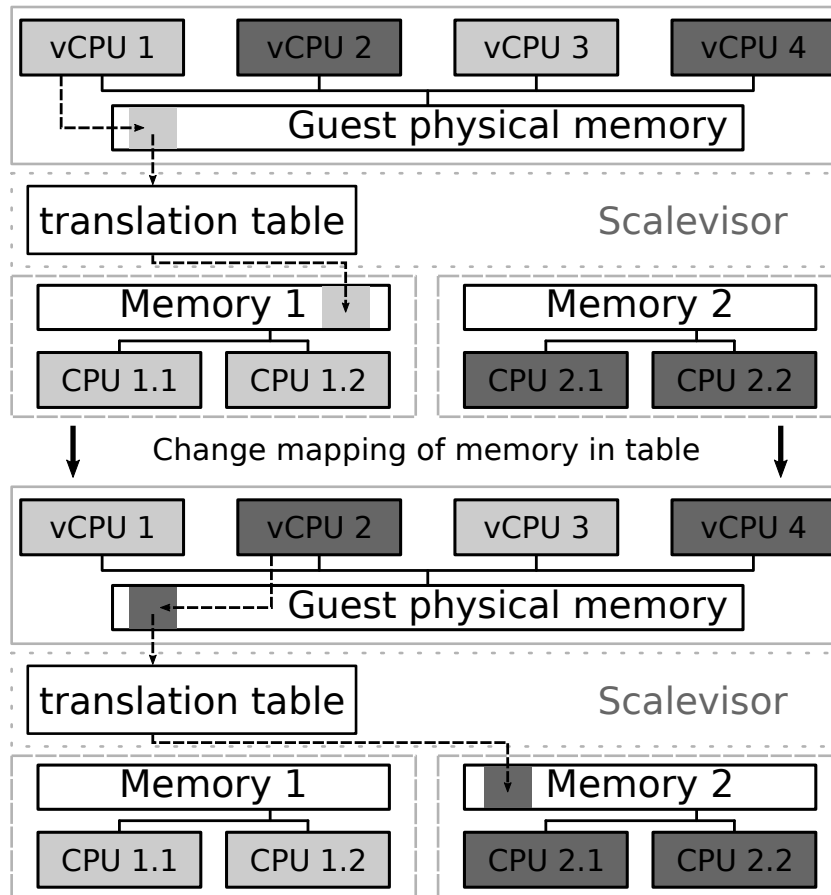 vCPU 1 vCPU 2 vCPU 3 vCPU 4
Guest physical memory
translation table Scalevisor
Memory 1 Memory 2
CPU 1.1 CPU 1.2 CPU 2.1 CPU 2.2
Change mapping of memory in table
vCPU 1 vCPU 2 vCPU 3 vCPU 4
Guest physical memory
translation table Scalevisor
Memory 1 Memory 2
CPU 1.1 CPU 1.2 CPU 2.1 CPU 2.2